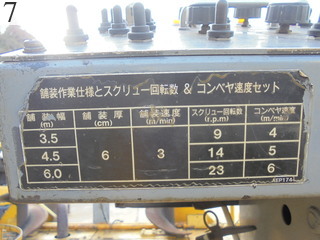 7
舗装作業仕様とスクリュー回転数 & コンベヤ速度セット
舗装幅 舗装厚 舗装速度 スクリュー回転数 コンベヤ速度
(m) (cm) (m/min) (r.p.m) (m/min)
3.5 6 3 9 4
4.5 14 5
6.0 23 6